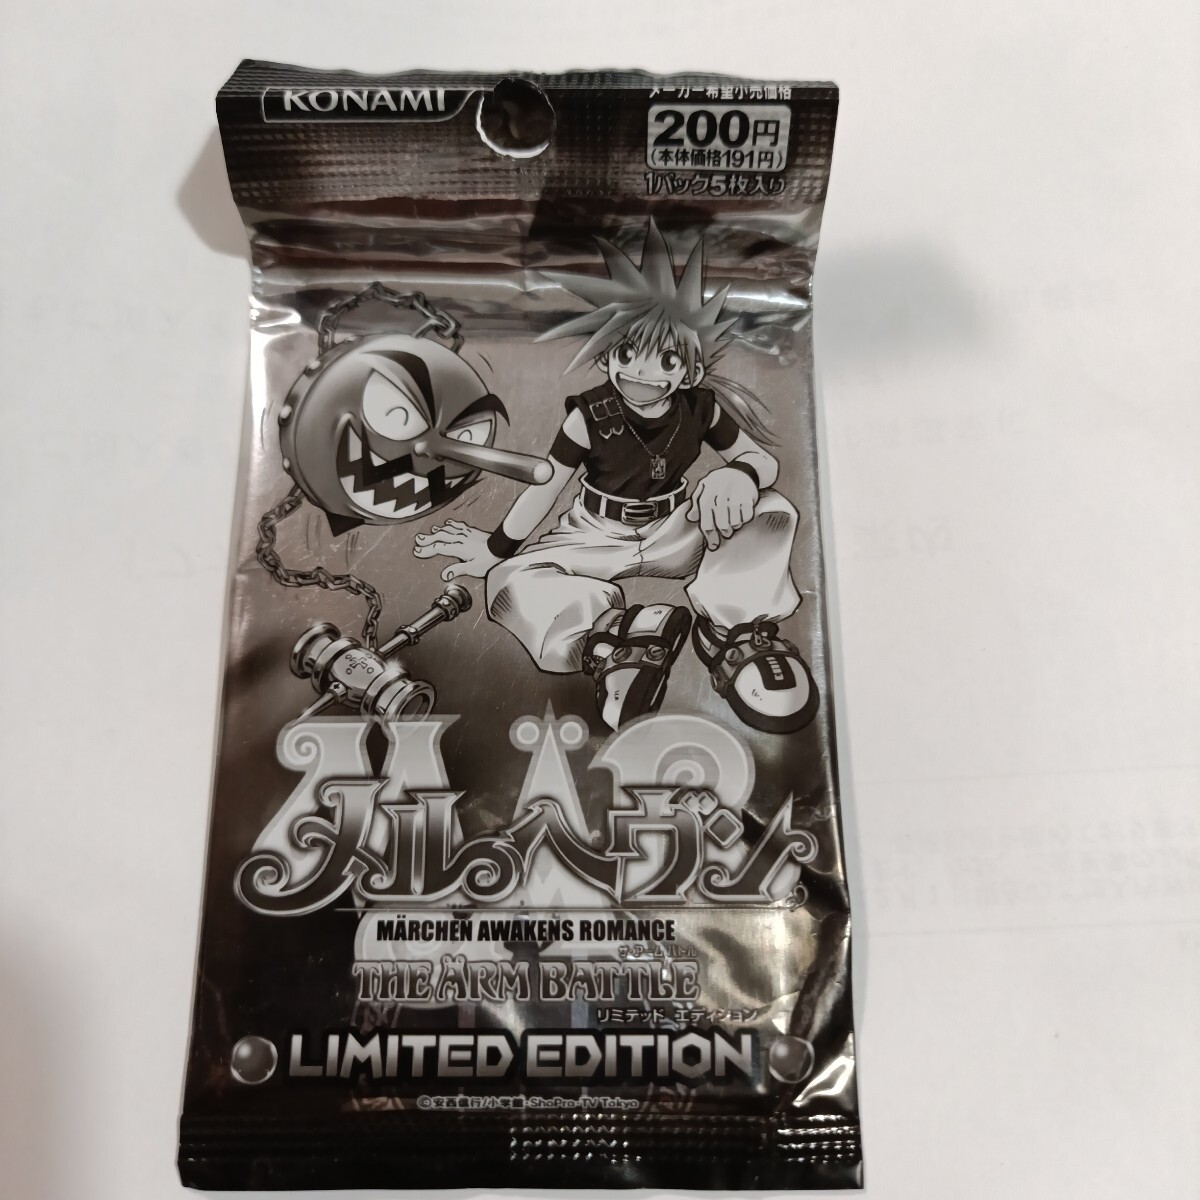 KONAMI
メーカー希望小売価格
200円
(本体価格191円)
1パック5枚入り
MÄR
メルヘヴン
MÄRCHEN AWAKENS ROMANCE
ザ・アーム バトル
THE ÄRM BATTLE
リミテッド エディション
LIMITED EDITION
©安西信行/小学館・ShoPro・TV Tokyo